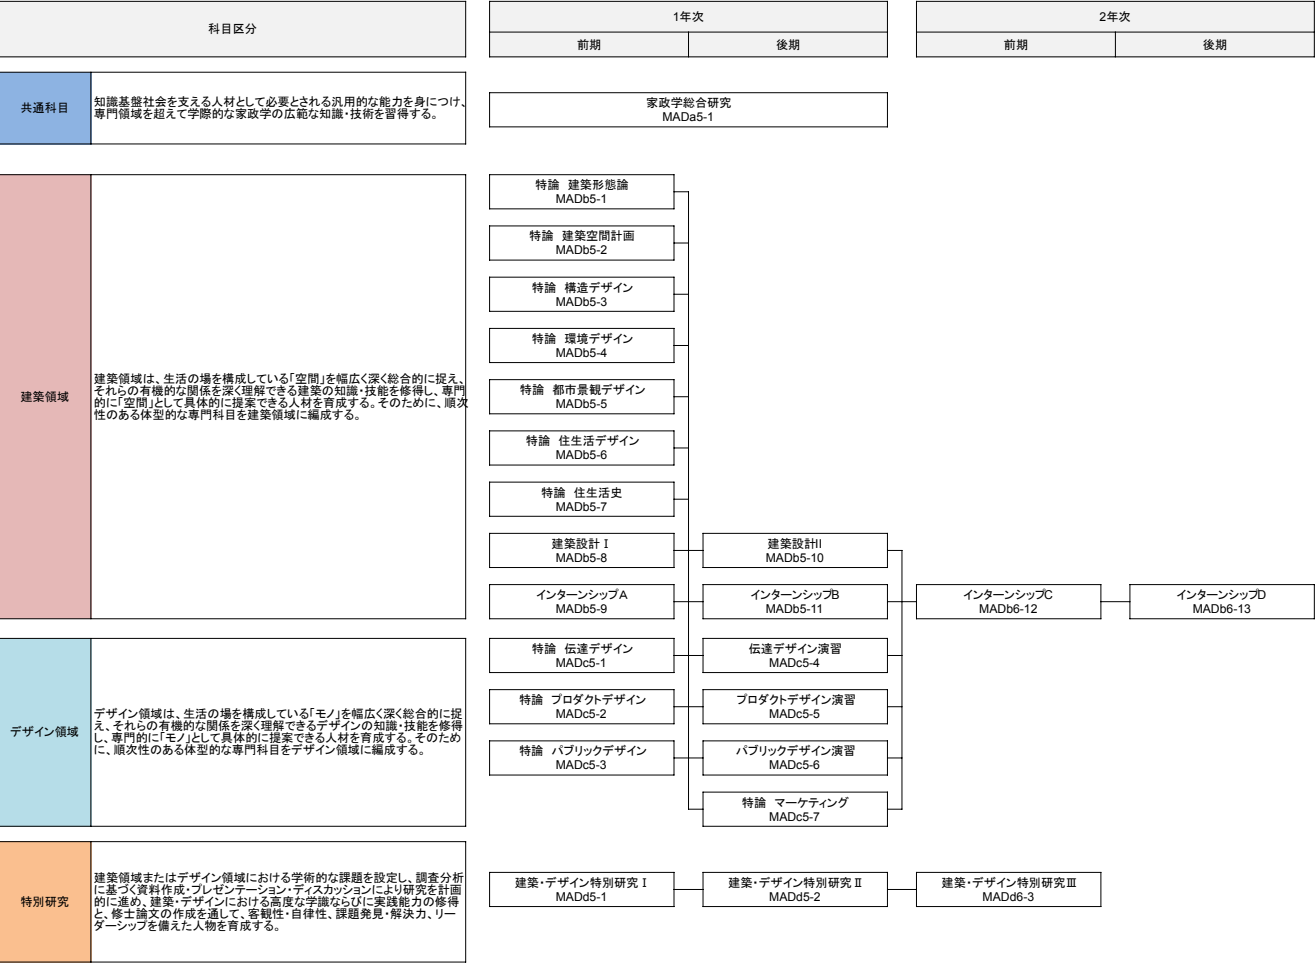 科目区分
1年次
2年次
前期
後期
前期
後期
共通科目
知識基盤社会を支える人材として必要とされる汎用的な能力を身につけ、
専門領域を超えて学際的な家政学の広範な知識・技術を習得する。
家政学総合研究
MADa5-1
建築領域
建築領域は、生活の場を構成している「空間」を幅広く深く総合的に捉え、
それらの有機的な関係を深く理解できる建築の知識・技能を修得し、専門
的に「空間」として具体的に提案できる人材を育成する。そのために、順次
性のある体型的な専門科目を建築領域に編成する。
特論 建築形態論
MADb5-1
特論 建築空間計画
MADb5-2
特論 構造デザイン
MADb5-3
特論 環境デザイン
MADb5-4
特論 都市景観デザイン
MADb5-5
特論 住生活デザイン
MADb5-6
特論 住生活史
MADb5-7
建築設計Ⅰ
MADb5-8
建築設計II
MADb5-10
インターンシップA
MADb5-9
インターンシップB
MADb5-11
インターンシップC
MADb6-12
インターンシップD
MADb6-13
デザイン領域
デザイン領域は、生活の場を構成している「モノ」を幅広く深く総合的に捉
え、それらの有機的な関係を深く理解できるデザインの知識・技能を修得
し、専門的に「モノ」として具体的に提案できる人材を育成する。そのため
に、順次性のある体型的な専門科目をデザイン領域に編成する。
特論 伝達デザイン
MADc5-1
伝達デザイン演習
MADc5-4
特論 プロダクトデザイン
MADc5-2
プロダクトデザイン演習
MADc5-5
特論 パブリックデザイン
MADc5-3
パブリックデザイン演習
MADc5-6
特論 マーケティング
MADc5-7
特別研究
建築領域またはデザイン領域における学術的な課題を設定し、調査分析
に基づく資料作成・プレゼンテーション・ディスカッションにより研究を計画
的に進め、建築・デザインにおける高度な学識ならびに実践能力の修得
と、修士論文の作成を通して、客観性・自律性、課題発見・解決力、リー
ダーシップを備えた人物を育成する。
建築・デザイン特別研究Ⅰ
MADd5-1
建築・デザイン特別研究Ⅱ
MADd5-2
建築・デザイン特別研究Ⅲ
MADd6-3